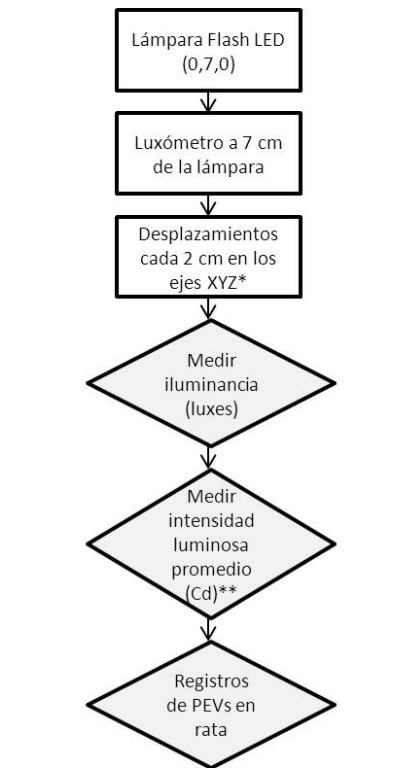 Lámpara Flash LED
(0,7,0)
Luxómetro a 7 cm
de la lámpara
Desplazamientos
cada 2 cm en los
ejes XYZ*
Medir
iluminancia
(luxes)
Medir
intensidad
luminosa
promedio
(Cd)**
Registros
de PEVs en
rata